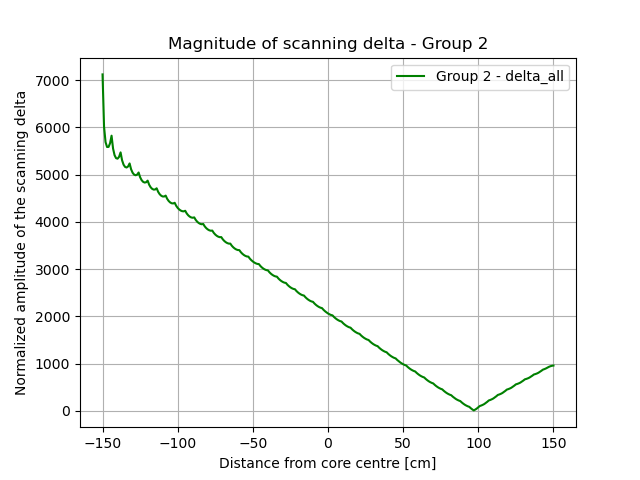 Magnitude of scanning delta - Group 2
Group 2 - delta_all
Normalized amplitude of the scanning delta
7000
6000
5000
4000
3000
2000
1000
0
−150 −100 −50 0 50 100 150
Distance from core centre [cm]